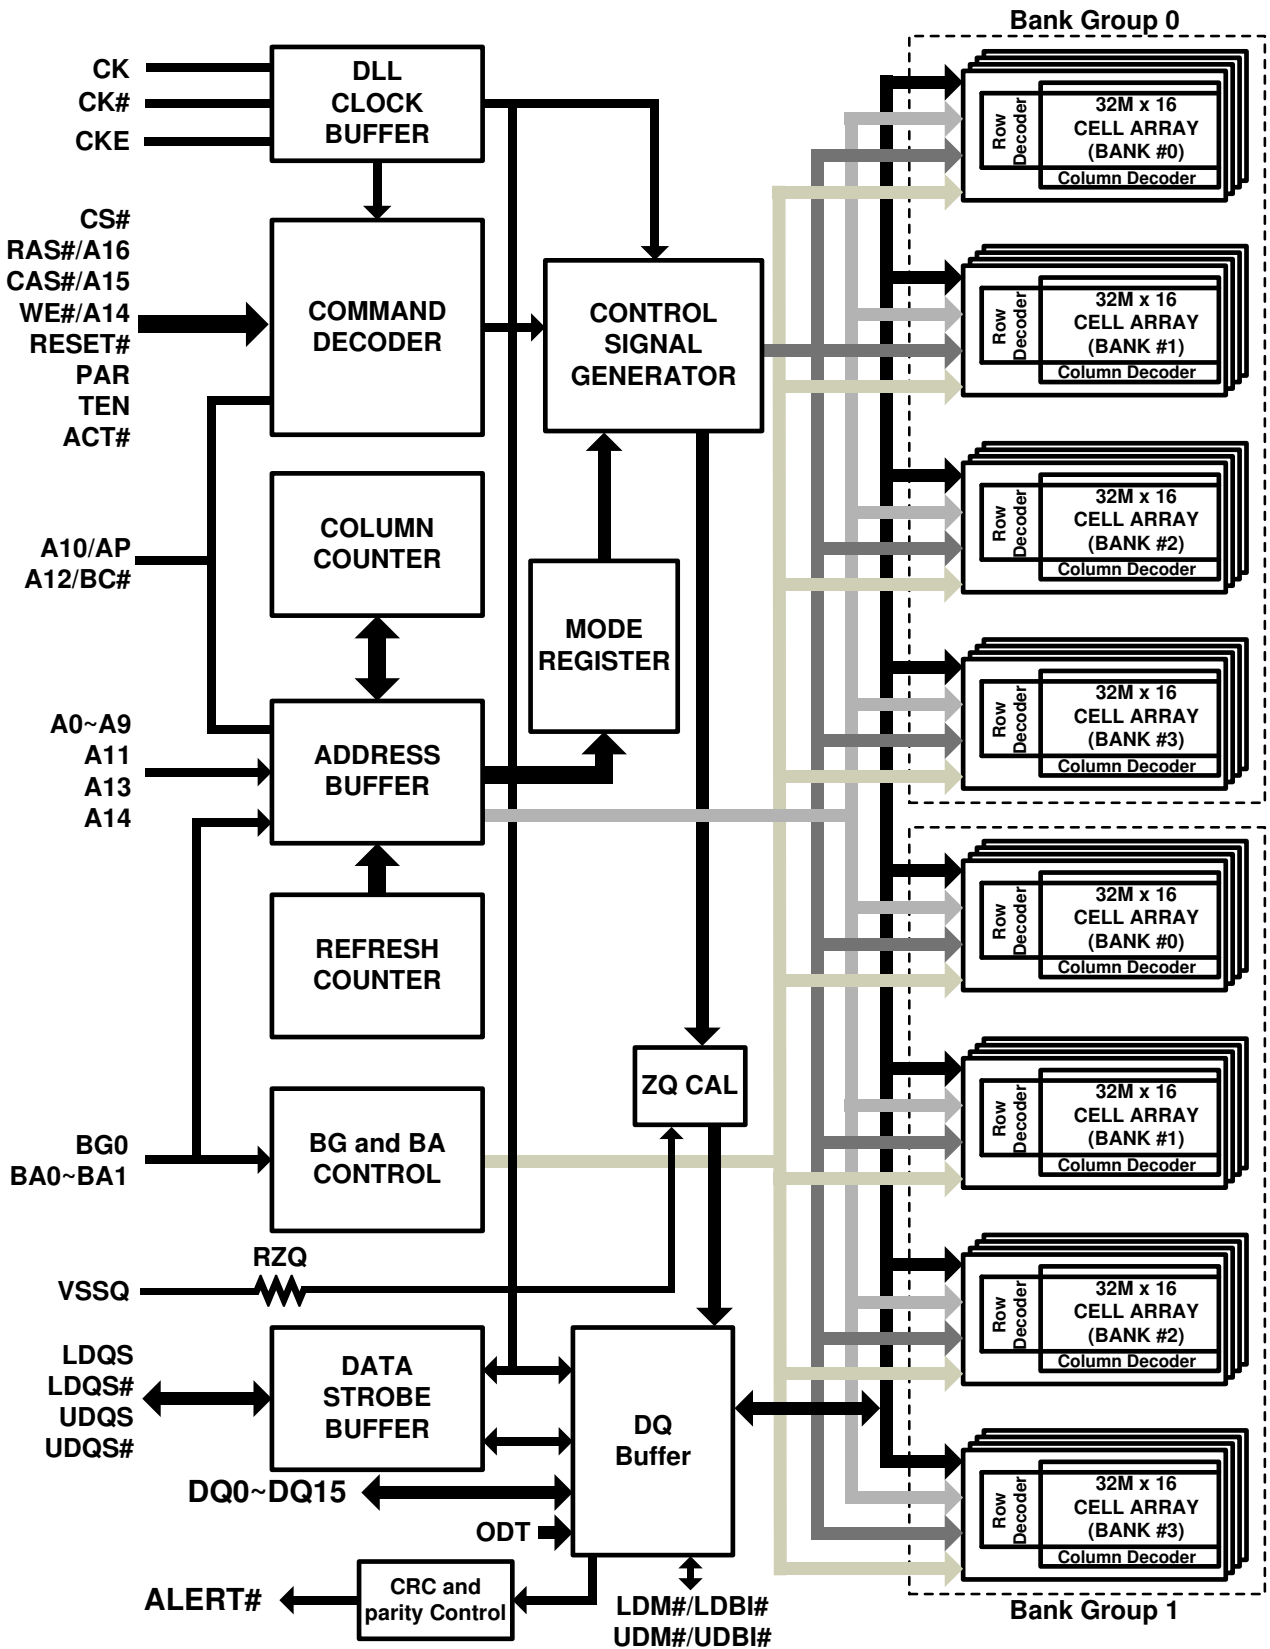 Bank Group 0
CK
CK#
CKE
DLL
CLOCK
BUFFER
CS#
RAS#/A16
CAS#/A15
WE#/A14
RESET#
PAR
TEN
ACT#
COMMAND
DECODER
CONTROL
SIGNAL
GENERATOR
A10/AP
A12/BC#
COLUMN
COUNTER
MODE
REGISTER
A0~A9
A11
A13
A14
ADDRESS
BUFFER
REFRESH
COUNTER
ZQ CAL
BG0
BA0~BA1
BG and BA
CONTROL
RZQ
VSSQ
LDQS
LDQS#
UDQS
UDQS#
DATA
STROBE
BUFFER
DQ
Buffer
DQ0~DQ15
ODT
ALERT#
CRC and
parity Control
LDM#/LDBI#
UDM#/UDBI#
Row
Decoder
32M x 16
CELL ARRAY
(BANK #0)
Column Decoder
Row
Decoder
32M x 16
CELL ARRAY
(BANK #1)
Column Decoder
Row
Decoder
32M x 16
CELL ARRAY
(BANK #2)
Column Decoder
Row
Decoder
32M x 16
CELL ARRAY
(BANK #3)
Column Decoder
Row
Decoder
32M x 16
CELL ARRAY
(BANK #0)
Column Decoder
Row
Decoder
32M x 16
CELL ARRAY
(BANK #1)
Column Decoder
Row
Decoder
32M x 16
CELL ARRAY
(BANK #2)
Column Decoder
Row
Decoder
32M x 16
CELL ARRAY
(BANK #3)
Column Decoder
Bank Group 1